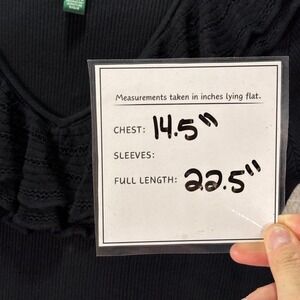 Measurements taken in inches lying flat.
CHEST: 14.5"
SLEEVES:
FULL LENGTH: 22.5"